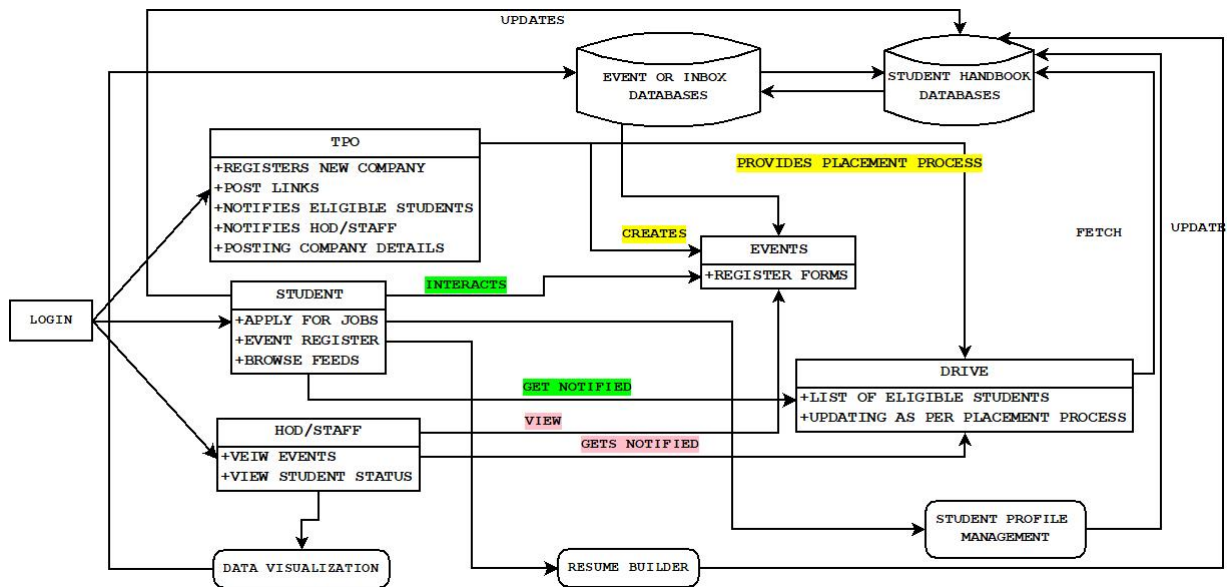 UPDATES
EVENT OR INBOX
DATABASES
STUDENT HANDBOOK
DATABASES
TPO
+REGISTERS NEW COMPANY
+POST LINKS
+NOTIFIES ELIGIBLE STUDENTS
+NOTIFIES HOD/STAFF
+POSTING COMPANY DETAILS
PROVIDES PLACEMENT PROCESS
CREATES
FETCH
UPDATE
EVENTS
+REGISTER FORMS
INTERACTS
STUDENT
+APPLY FOR JOBS
+EVENT REGISTER
+BROWSE FEEDS
LOGIN
GET NOTIFIED
DRIVE
+LIST OF ELIGIBLE STUDENTS
+UPDATING AS PER PLACEMENT PROCESS
VIEW
GETS NOTIFIED
HOD/STAFF
+VEIW EVENTS
+VIEW STUDENT STATUS
STUDENT PROFILE
MANAGEMENT
DATA VISUALIZATION
RESUME BUILDER